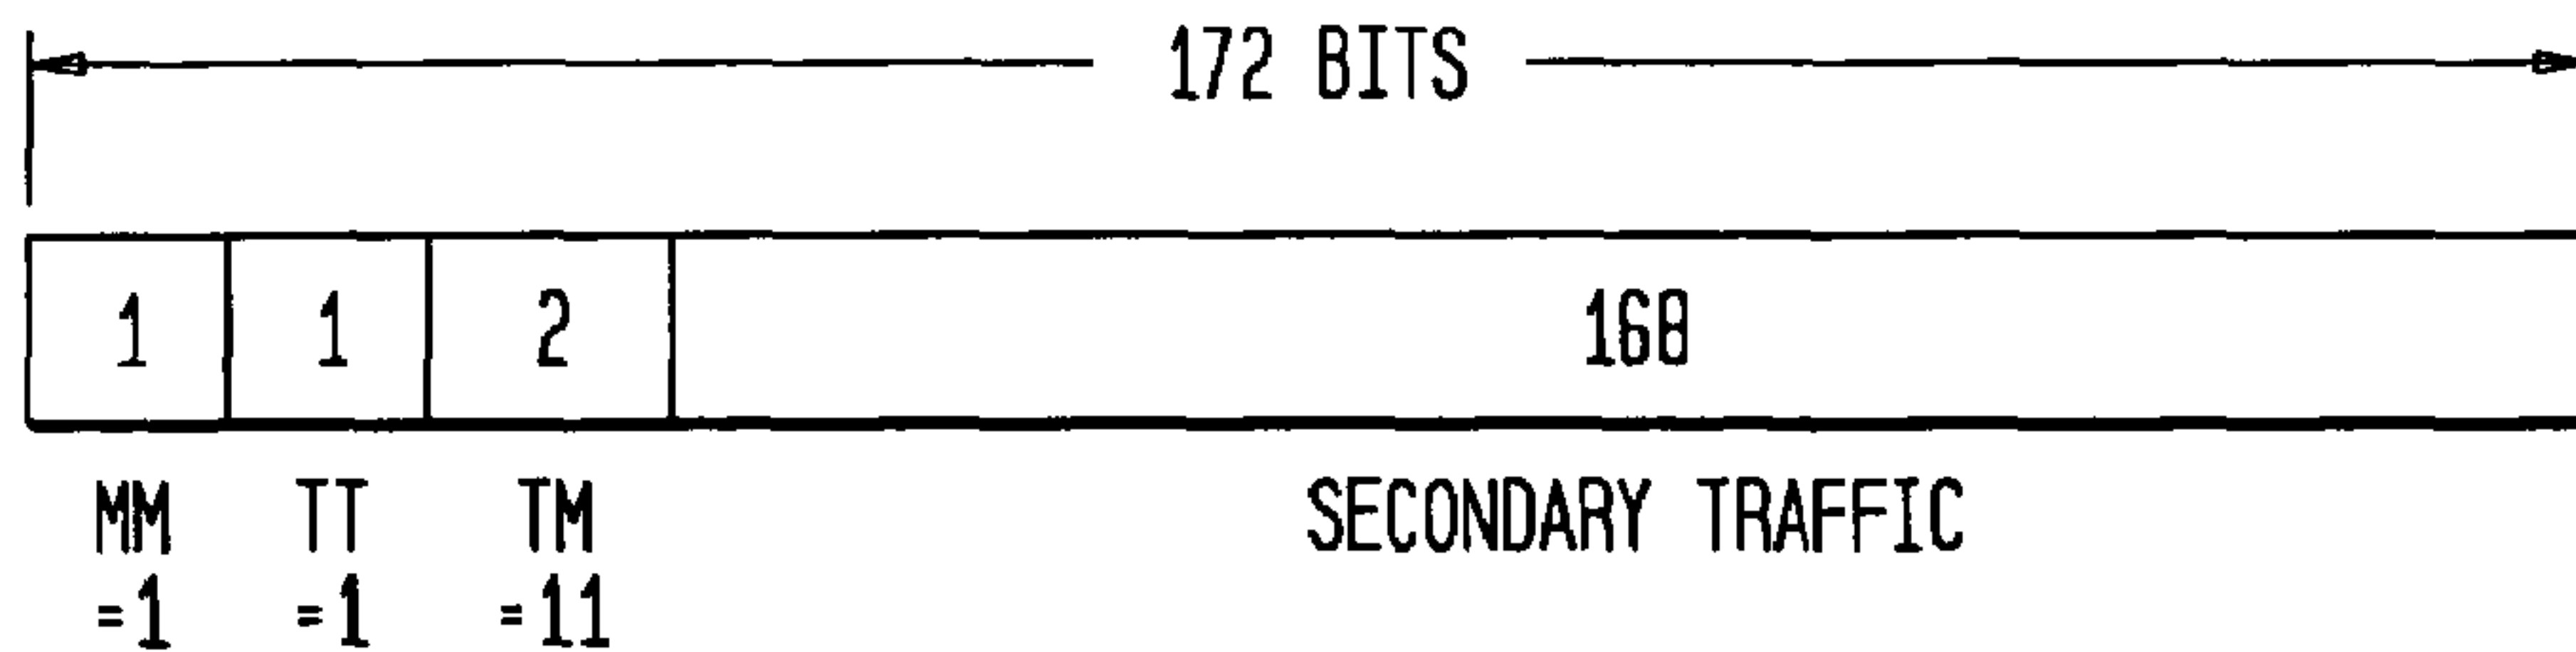 172 BITS
1 1 2 168
MM TT TM SECONDARY TRAFFIC
=1 =1 =11